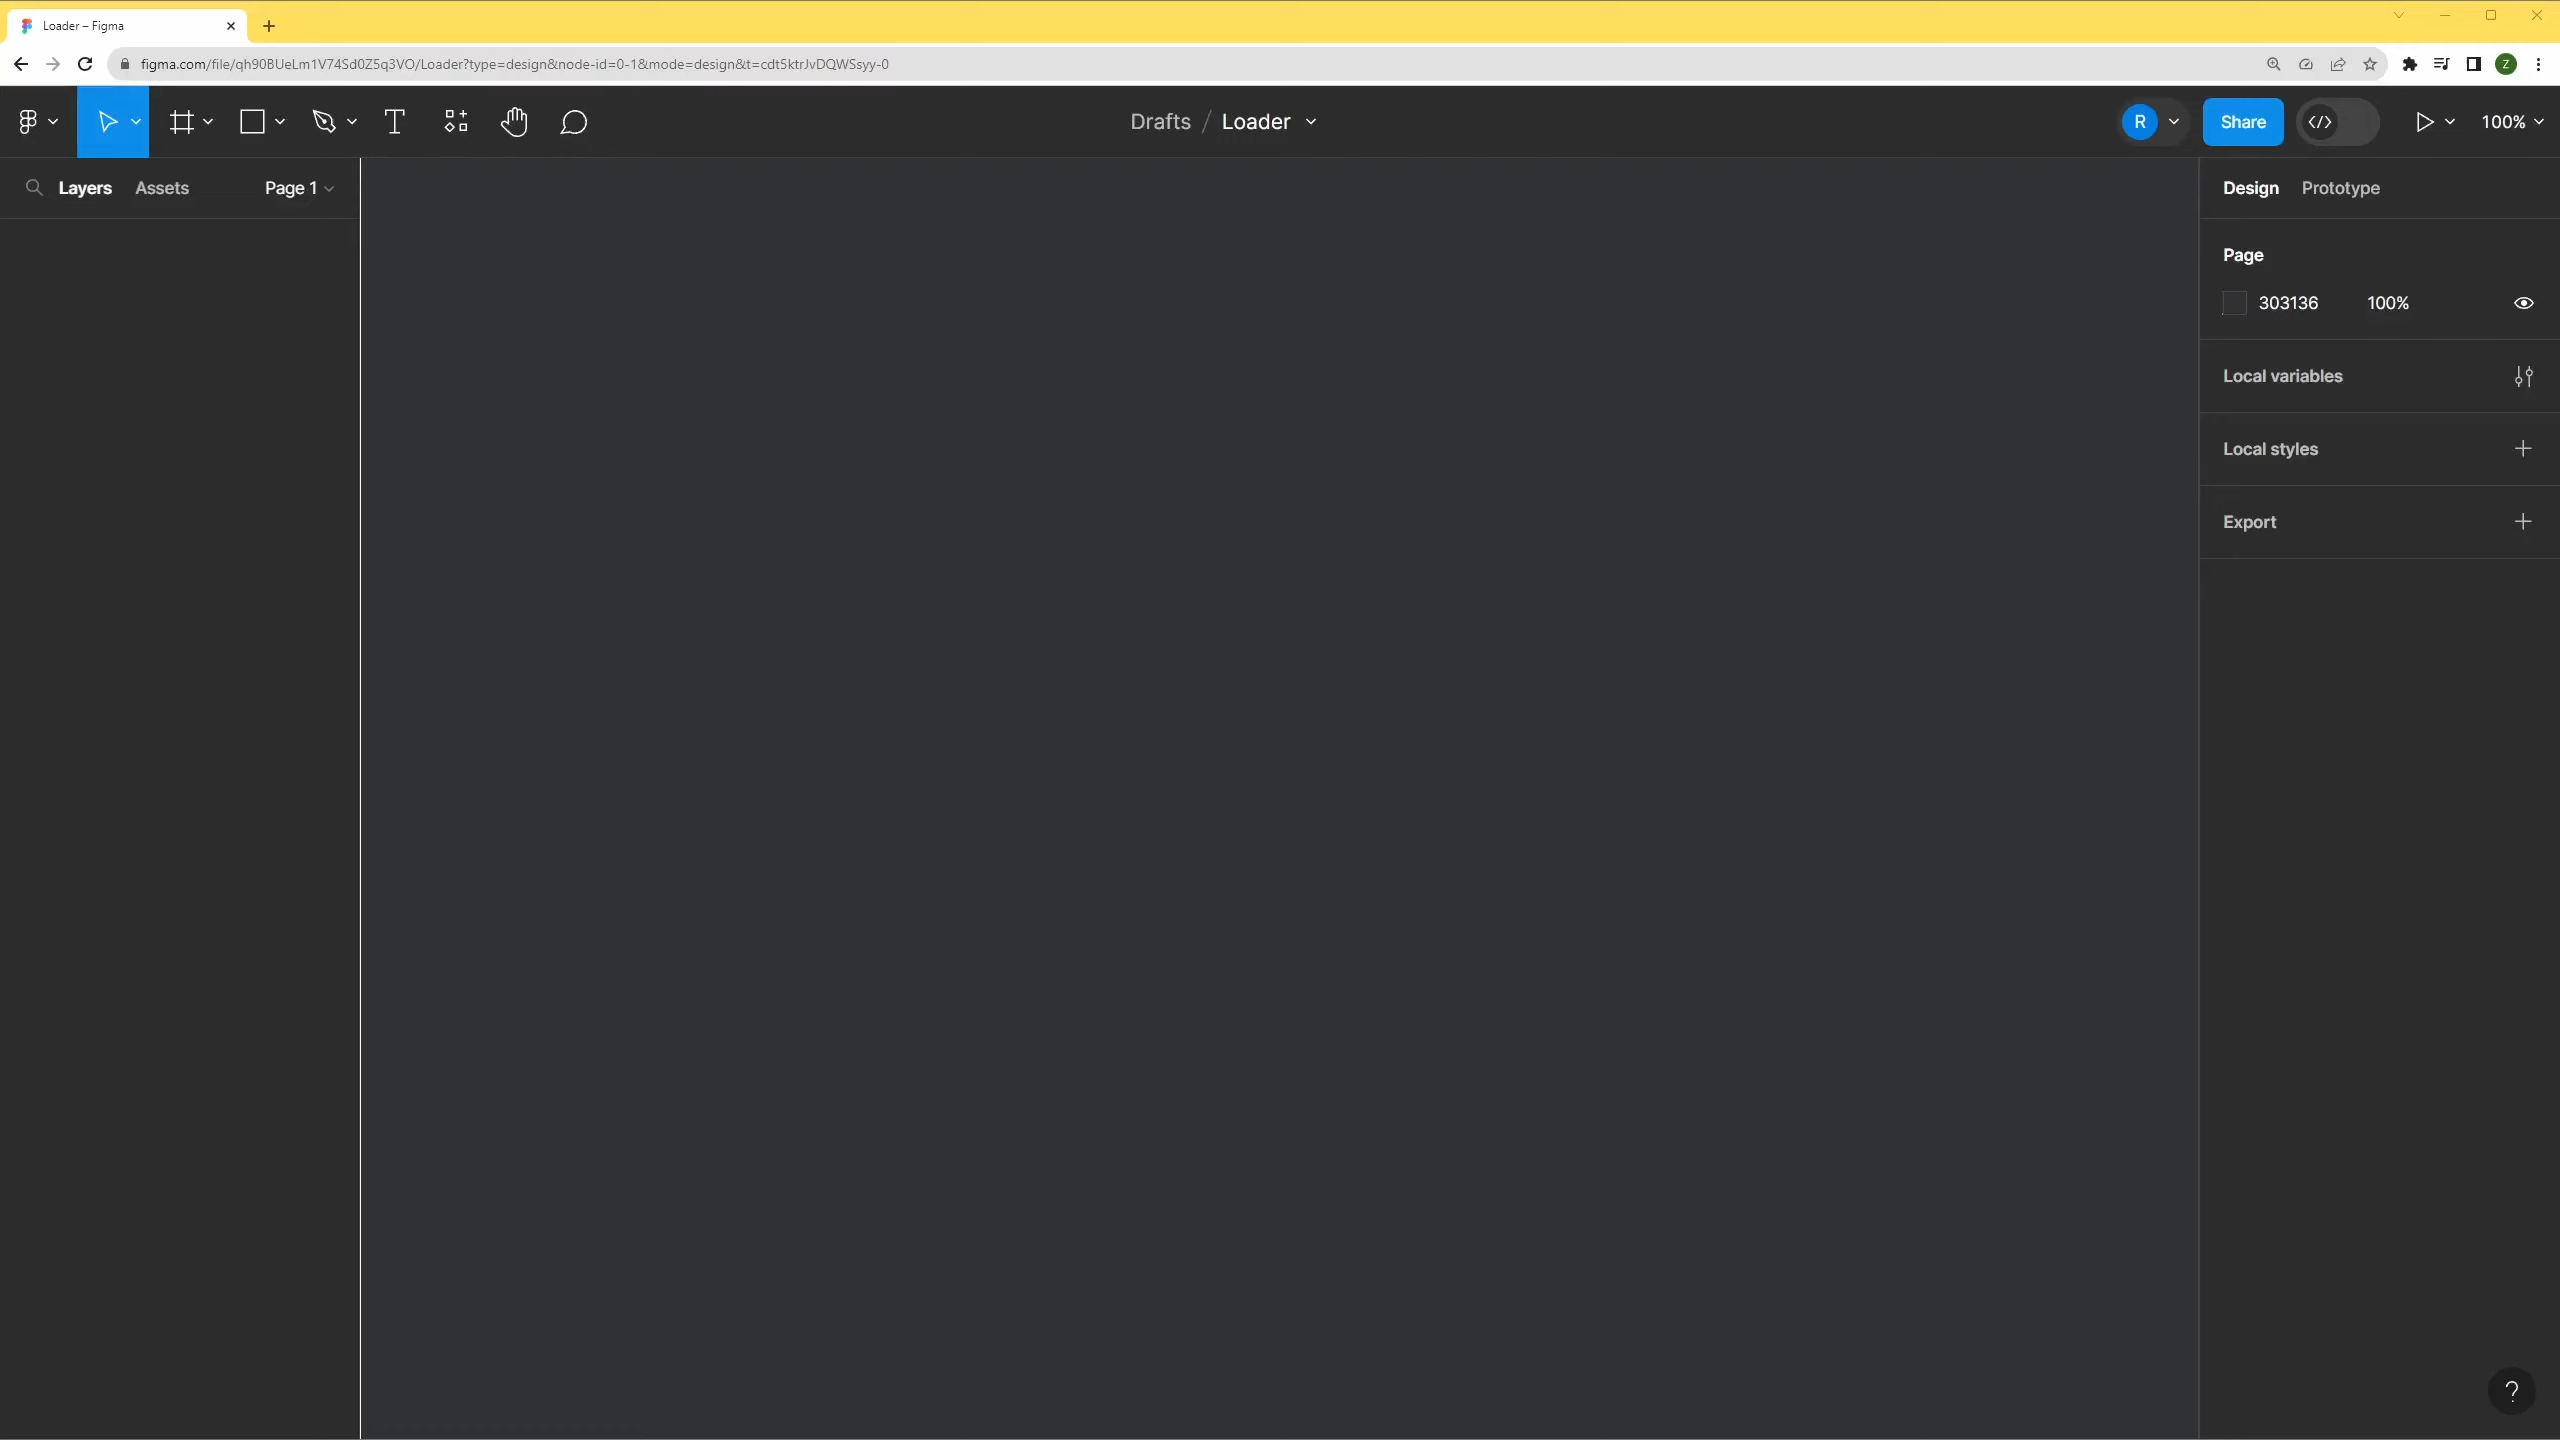 Loader – Figma
figma.com/file/qh90BUeLm1V74Sd0Z5q3VO/Loader?type=design&node-id=0-1&mode=design&t=cdt5ktrJvDQWSsyy-0
Z
Drafts / Loader
R
Share
100%
Layers
Assets
Page 1
Design
Prototype
Page
303136
100%
Local variables
Local styles
Export
?